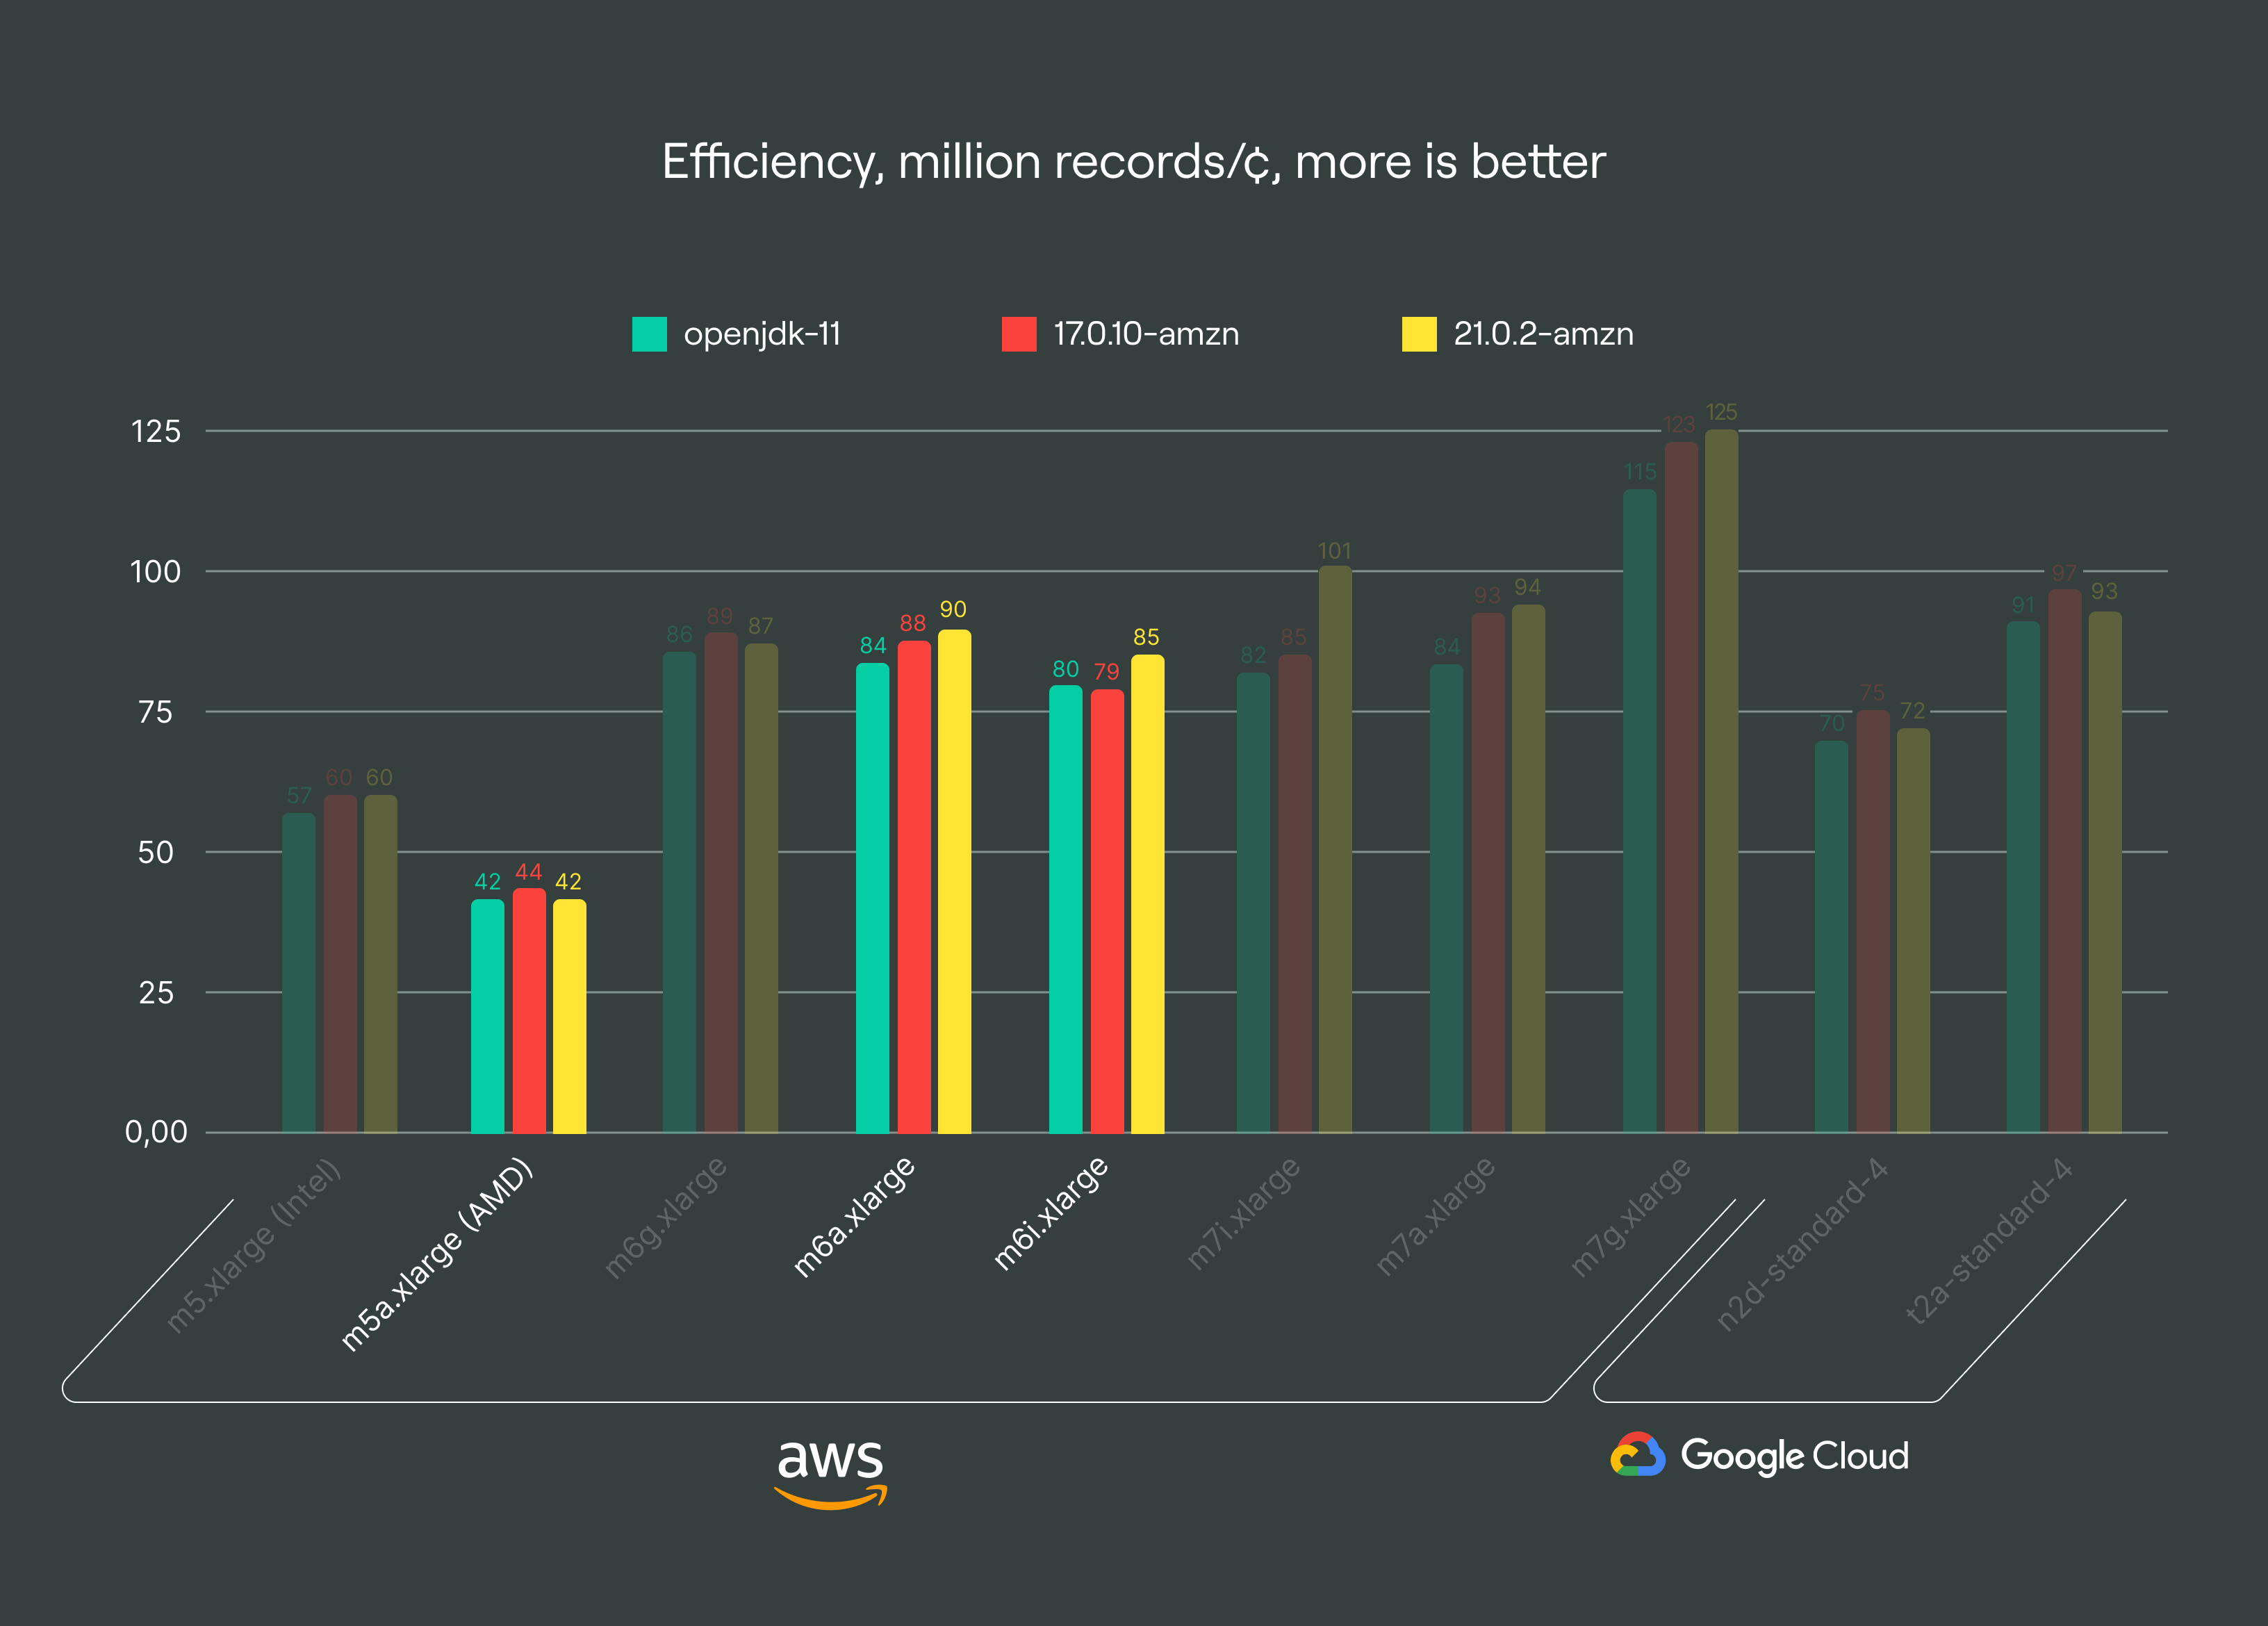 Efficiency, million records/¢, more is better
openjdk-11
17.0.10-amzn
21.0.2-amzn
125
100
75
50
25
0,00
57
60
60
42
44
42
86
89
87
84
88
90
80
79
85
82
85
101
84
93
94
115
123
125
70
75
72
91
97
93
m5.xlarge (Intel)
m5a.xlarge (AMD)
m6g.xlarge
m6a.xlarge
m6i.xlarge
m7i.xlarge
m7a.xlarge
m7g.xlarge
n2d-standard-4
t2a-standard-4
aws
Google Cloud